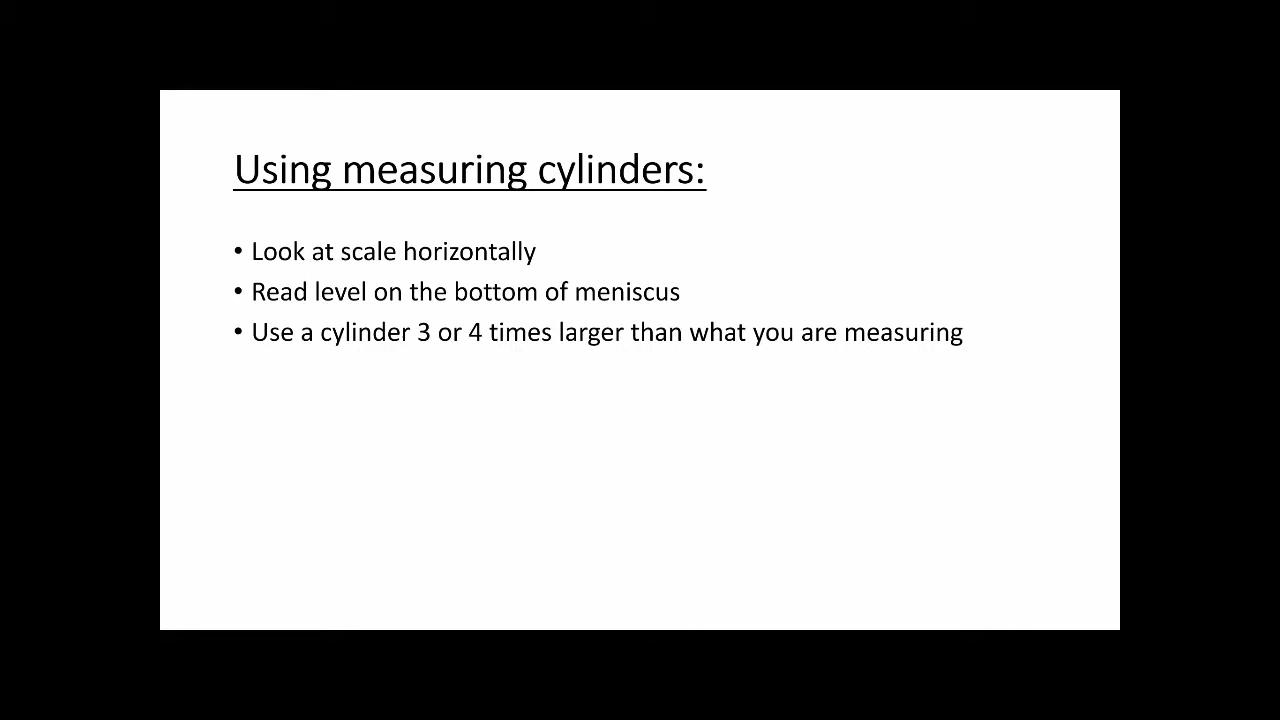 Using measuring cylinders:
• Look at scale horizontally
• Read level on the bottom of meniscus
• Use a cylinder 3 or 4 times larger than what you are measuring